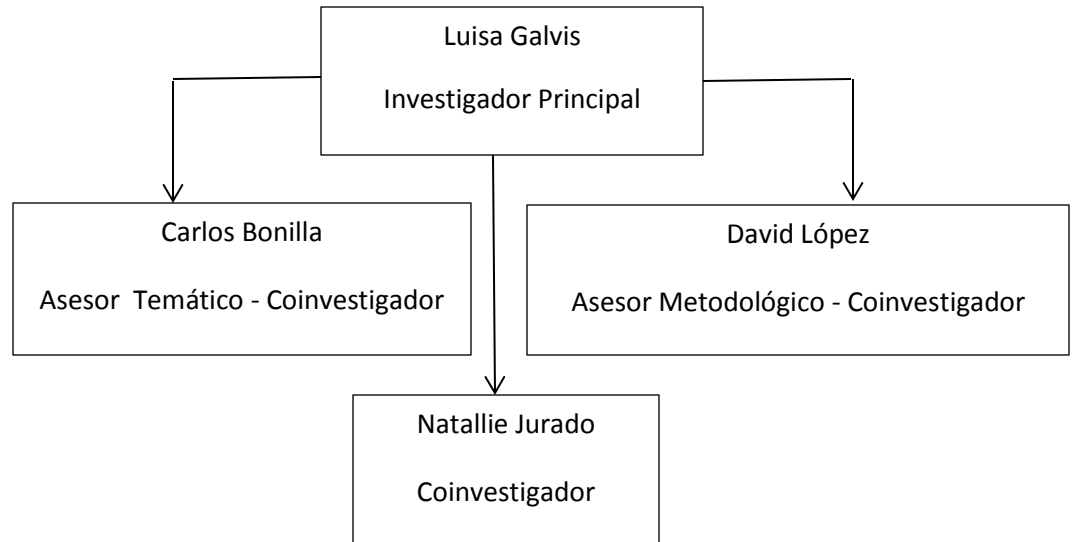 Luisa Galvis
Investigador Principal
Carlos Bonilla
Asesor  Temático - Coinvestigador
David López
Asesor Metodológico - Coinvestigador
Natallie Jurado
Coinvestigador